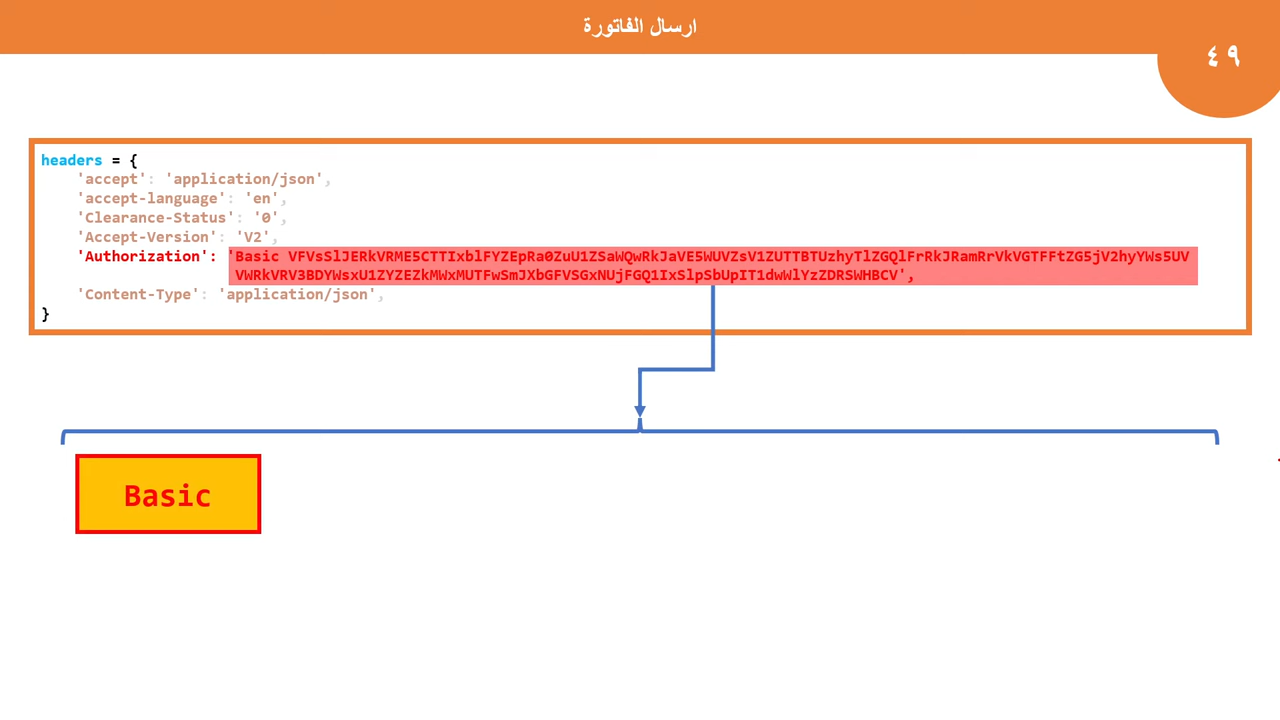 ارسال الفاتورة
٤٩
headers = {
'accept': 'application/json',
'accept-language': 'en',
'Clearance-Status': '0',
'Accept-Version': 'V2',
'Authorization': 'Basic VFVsSlJERkVRME5CTTIxblFYZEpRa0ZuU1ZSaWQwRkJaVE5WUVZsV1ZUTTBTUzhyTlZGQlFrRkJRamRrVkVGTFFtZG5jV2hyYWs5UV
VWRkVRV3BDYWsxU1ZYZEZkMWxMUTFwSmJXbGFVSGxNUjFGQ1IxSlpSbUpIT1dwWlYzZDRSWHBCV',
'Content-Type': 'application/json',
}
Basic